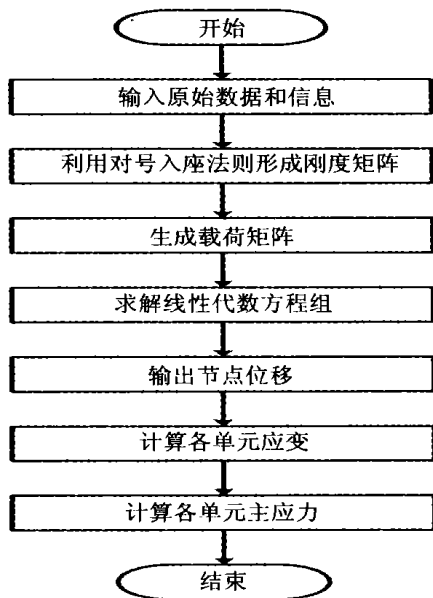 开始
输入原始数据和信息
利用对号入座法则形成刚度矩阵
生成载荷矩阵
求解线性代数方程组
输出节点位移
计算各单元应变
计算各单元主应力
结束